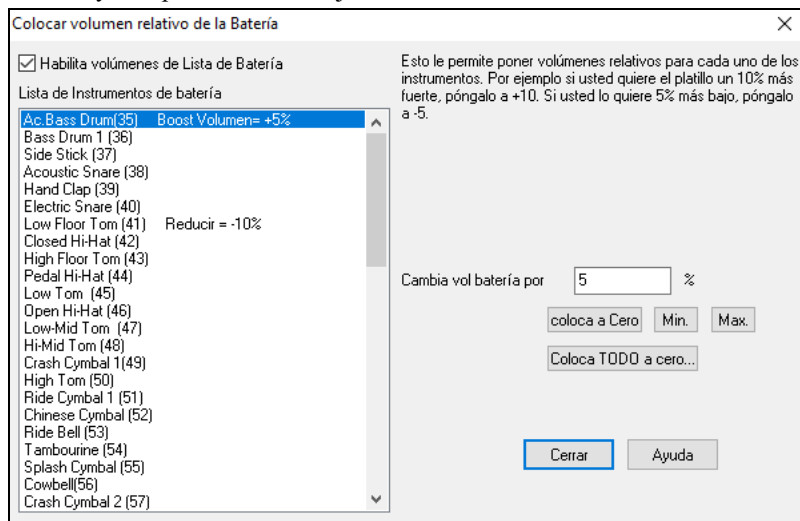 Colocar volumen relativo de la Batería
Habilita volúmenes de Lista de Batería
Lista de Instrumentos de batería
Ac.Bass Drum(35) Boost Volumen= +5%
Bass Drum 1 (36)
Side Stick (37)
Acoustic Snare (38)
Hand Clap (39)
Electric Snare (40)
Low Floor Tom (41) Reducir = -10%
Closed Hi-Hat (42)
High Floor Tom (43)
Pedal Hi-Hat (44)
Low Tom (45)
Open Hi-Hat (46)
Low-Mid Tom (47)
Hi-Mid Tom (48)
Crash Cymbal 1(49)
High Tom (50)
Ride Cymbal 1 (51)
Chinese Cymbal (52)
Ride Bell (53)
Tambourine (54)
Splash Cymbal (55)
Cowbell(56)
Crash Cymbal 2 (57)
Esto le permite poner volúmenes relativos para cada uno de los
instrumentos. Por ejemplo si usted quiere el platillo un 10% más
fuerte, póngalo a +10. Si usted lo quiere 5% más bajo, póngalo
a -5.
Cambia vol batería por 5 %
coloca a Cero Min. Max.
Coloca TODO a cero...
Cerrar Ayuda